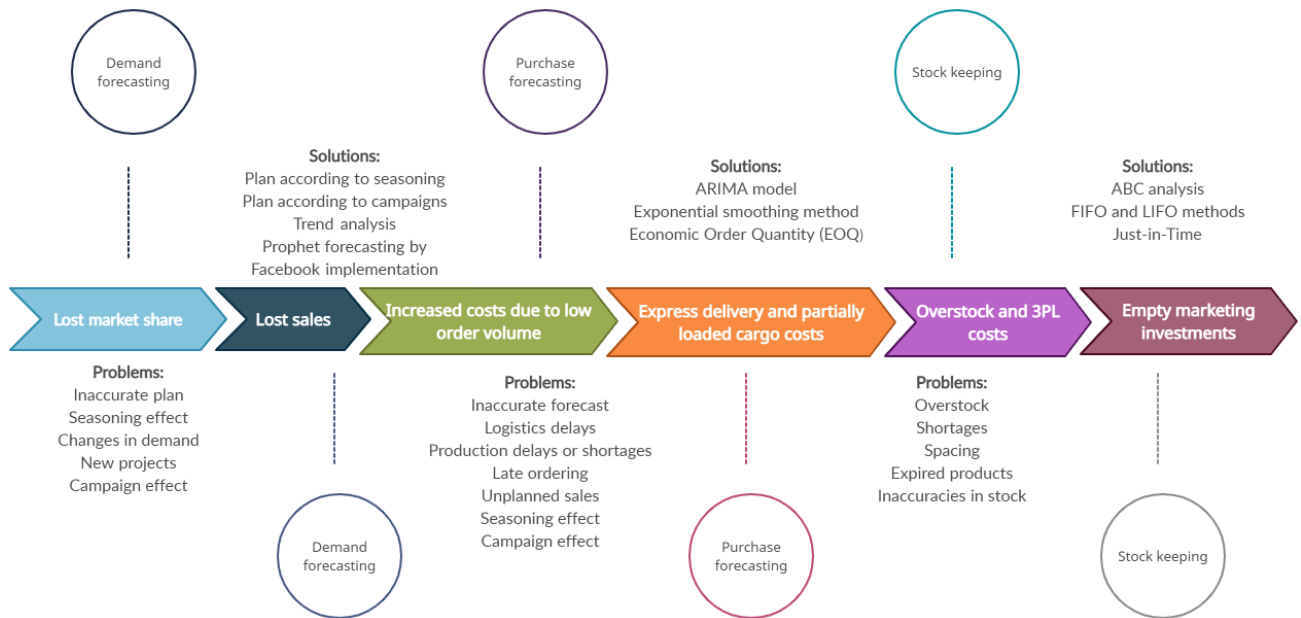 Demand
forecasting
Purchase
forecasting
Stock keeping
Solutions:
Plan according to seasoning
Plan according to campaigns
Trend analysis
Prophet forecasting by
Facebook implementation
Solutions:
ARIMA model
Exponential smoothing method
Economic Order Quantity (EOQ)
Solutions:
ABC analysis
FIFO and LIFO methods
Just-in-Time
Lost market share
Lost sales
Increased costs due to low
order volume
Express delivery and partially
loaded cargo costs
Overstock and 3PL
costs
Empty marketing
investments
Problems:
Inaccurate plan
Seasoning effect
Changes in demand
New projects
Campaign effect
Problems:
Inaccurate forecast
Logistics delays
Production delays or shortages
Late ordering
Unplanned sales
Seasoning effect
Campaign effect
Problems:
Overstock
Shortages
Spacing
Expired products
Inaccuracies in stock
Demand
forecasting
Purchase
forecasting
Stock keeping